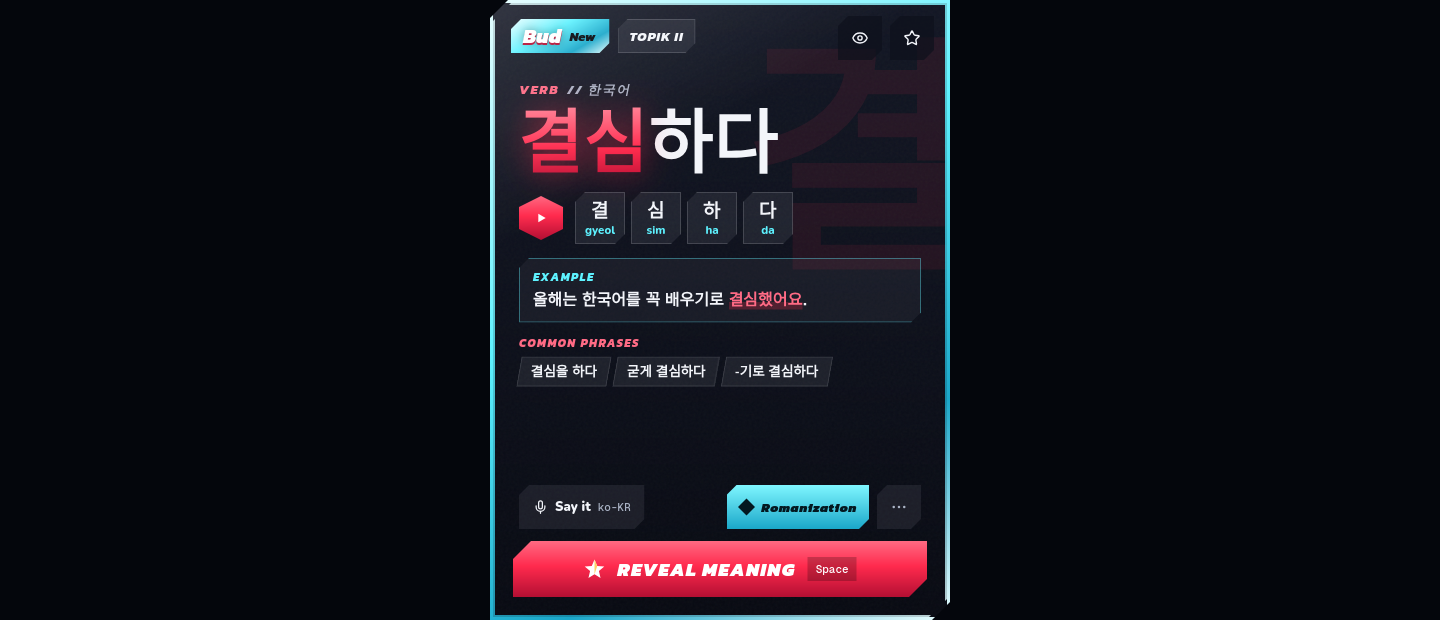 Bud New TOPIK II
VERB // 한국어
결심하다
결 심 하 다
gyeol sim ha da
EXAMPLE
올해는 한국어를 꼭 배우기로 결심했어요.
COMMON PHRASES
결심을 하다 굳게 결심하다 -기로 결심하다
Say it ko-KR Romanization ...
REVEAL MEANING Space
결